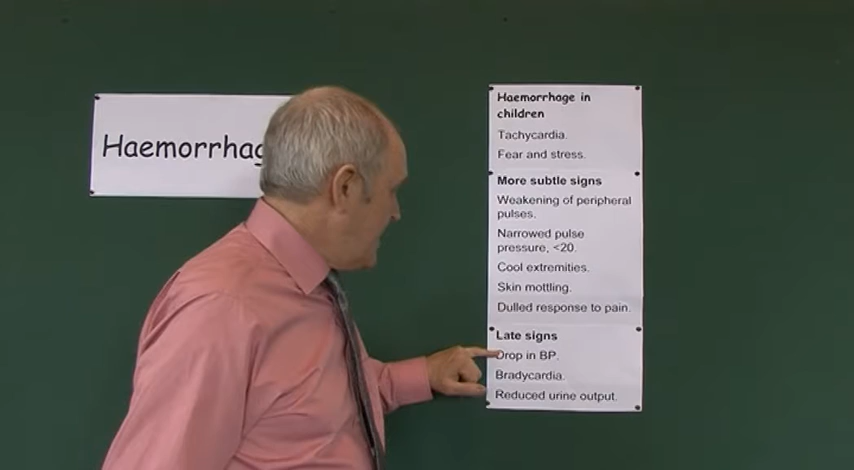 Haemorrhag
Haemorrhage in
children
Tachycardia.
Fear and stress.
More subtle signs
Weakening of peripheral
pulses.
Narrowed pulse
pressure, <20.
Cool extremities.
Skin mottling.
Dulled response to pain.
Late signs
Drop in BP.
Bradycardia.
Reduced urine output.